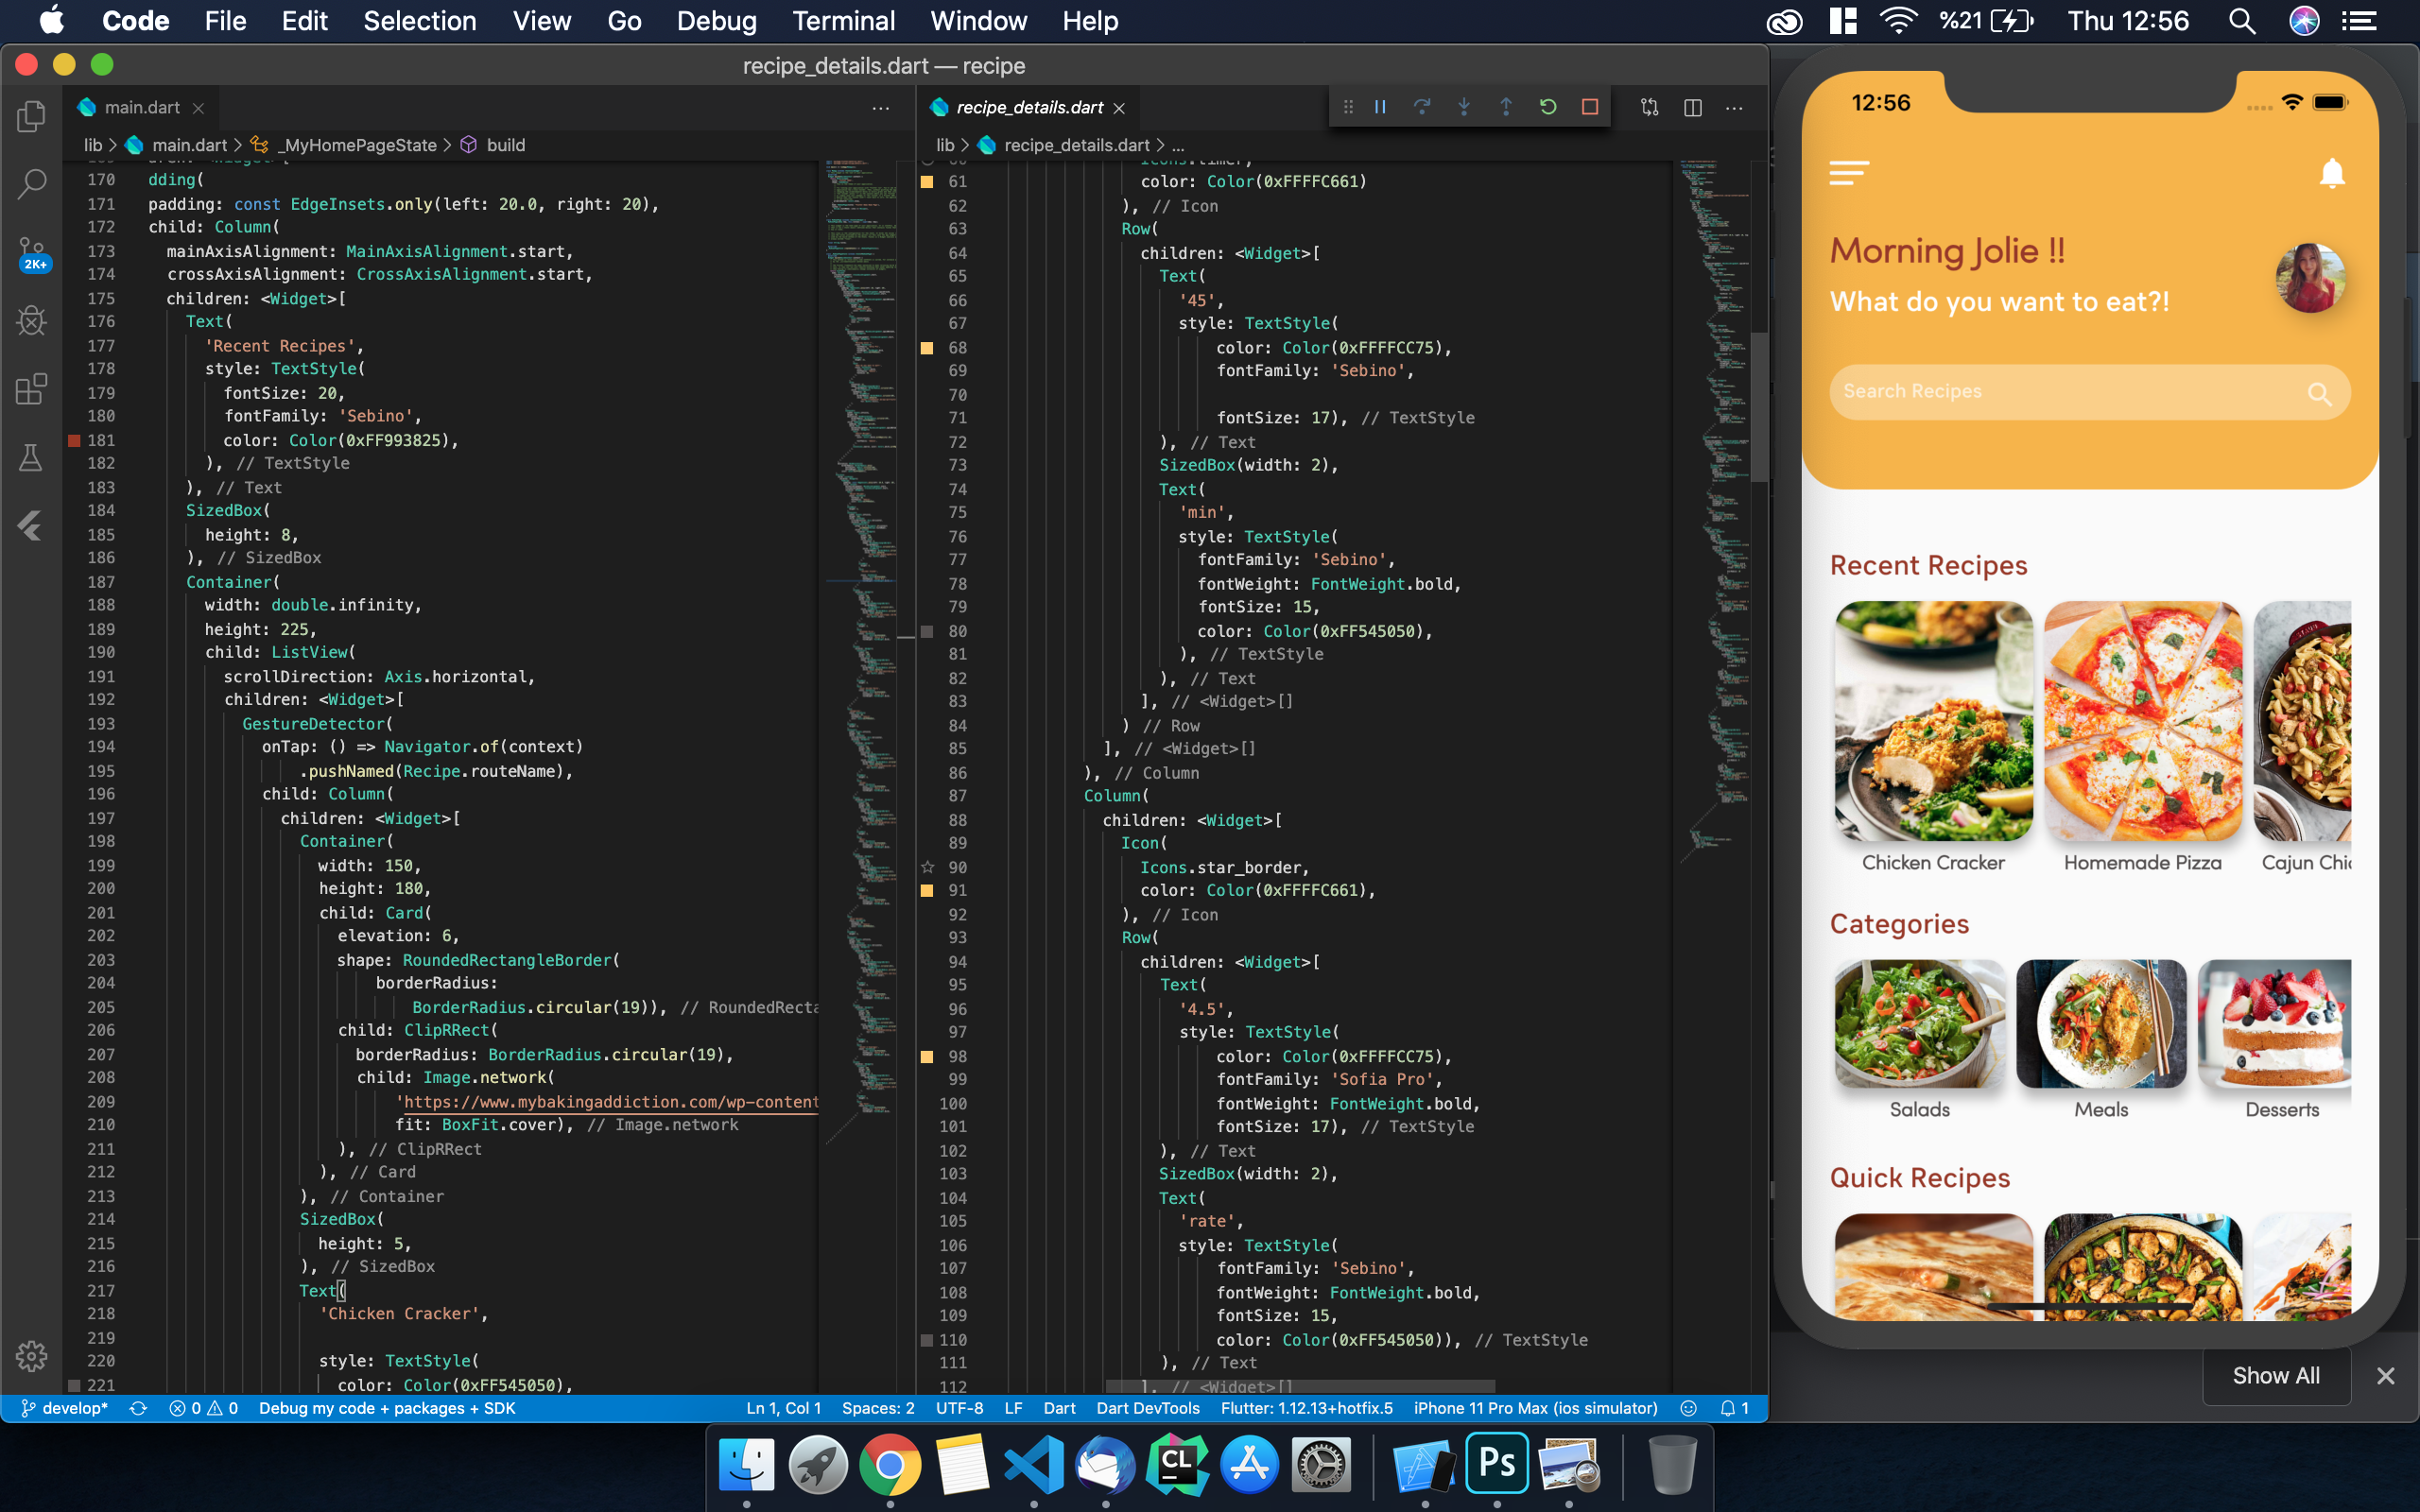 Code File Edit Selection View Go Debug Terminal Window Help %21 Thu 12:56
recipe_details.dart — recipe
main.dart
lib > main.dart > _MyHomePageState > build
170 dding(
171 padding: const EdgeInsets.only(left: 20.0, right: 20),
172 child: Column(
173 mainAxisAlignment: MainAxisAlignment.start,
174 crossAxisAlignment: CrossAxisAlignment.start,
175 children: <Widget>[
176 Text(
177 'Recent Recipes',
178 style: TextStyle(
179 fontSize: 20,
180 fontFamily: 'Sebino',
181 color: Color(0xFF993825),
182 ), // TextStyle
183 ), // Text
184 SizedBox(
185 height: 8,
186 ), // SizedBox
187 Container(
188 width: double.infinity,
189 height: 225,
190 child: ListView(
191 scrollDirection: Axis.horizontal,
192 children: <Widget>[
193 GestureDetector(
194 onTap: () => Navigator.of(context)
195 .pushNamed(Recipe.routeName),
196 child: Column(
197 children: <Widget>[
198 Container(
199 width: 150,
200 height: 180,
201 child: Card(
202 elevation: 6,
203 shape: RoundedRectangleBorder(
204 borderRadius:
205 BorderRadius.circular(19)), // RoundedRecta
206 child: ClipRRect(
207 borderRadius: BorderRadius.circular(19),
208 child: Image.network(
209 'https://www.mybakingaddiction.com/wp-content
210 fit: BoxFit.cover), // Image.network
211 ), // ClipRRect
212 ), // Card
213 ), // Container
214 SizedBox(
215 height: 5,
216 ), // SizedBox
217 Text(
218 'Chicken Cracker',
219
220 style: TextStyle(
221 color: Color(0xFF545050),
2K+
recipe_details.dart
lib > recipe_details.dart > ...
Icons.timer,
61 color: Color(0xFFFFC661)
62 ), // Icon
63 Row(
64 children: <Widget>[
65 Text(
66 '45',
67 style: TextStyle(
68 color: Color(0xFFFFCC75),
69 fontFamily: 'Sebino',
70
71 fontSize: 17), // TextStyle
72 ), // Text
73 SizedBox(width: 2),
74 Text(
75 'min',
76 style: TextStyle(
77 fontFamily: 'Sebino',
78 fontWeight: FontWeight.bold,
79 fontSize: 15,
80 color: Color(0xFF545050),
81 ), // TextStyle
82 ), // Text
83 ], // <Widget>[]
84 ) // Row
85 ], // <Widget>[]
86 ), // Column
87 Column(
88 children: <Widget>[
89 Icon(
90 Icons.star_border,
91 color: Color(0xFFFFC661),
92 ), // Icon
93 Row(
94 children: <Widget>[
95 Text(
96 '4.5',
97 style: TextStyle(
98 color: Color(0xFFFFCC75),
99 fontFamily: 'Sofia Pro',
100 fontWeight: FontWeight.bold,
101 fontSize: 17), // TextStyle
102 ), // Text
103 SizedBox(width: 2),
104 Text(
105 'rate',
106 style: TextStyle(
107 fontFamily: 'Sebino',
108 fontWeight: FontWeight.bold,
109 fontSize: 15,
110 color: Color(0xFF545050)), // TextStyle
111 ), // Text
112 ], // <Widget>[]
develop* 0 0 Debug my code + packages + SDK Ln 1, Col 1 Spaces: 2 UTF-8 LF Dart Dart DevTools Flutter: 1.12.13+hotfix.5 iPhone 11 Pro Max (ios simulator) 1
12:56
Morning Jolie !!
What do you want to eat?!
Search Recipes
Recent Recipes
Chicken Cracker Homemade Pizza Cajun Chic
Categories
Salads Meals Desserts
Quick Recipes
Show All
CL Ps